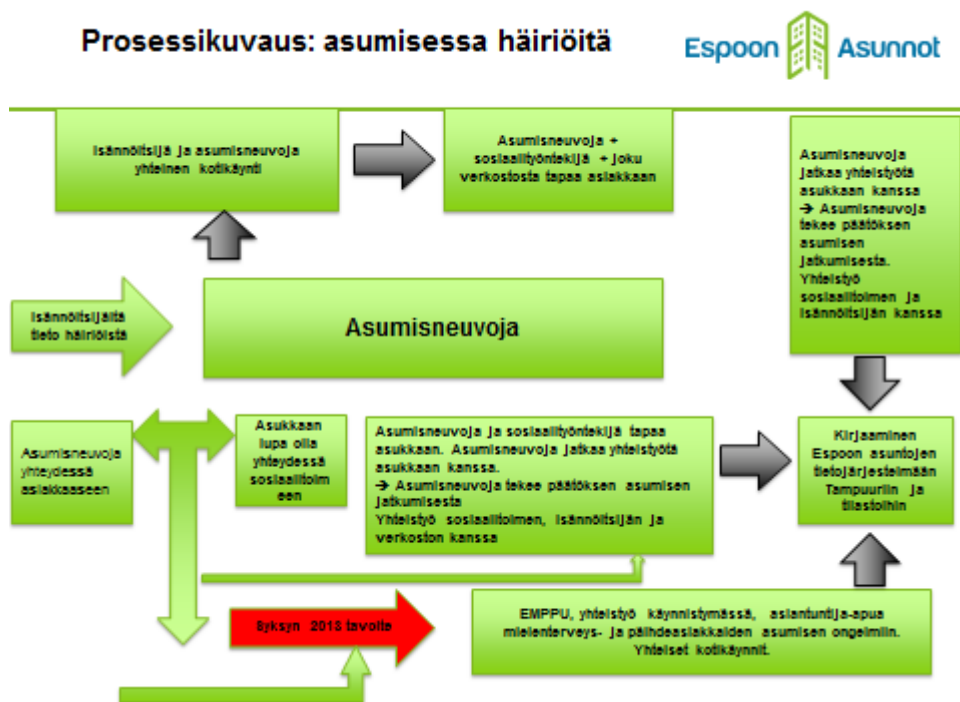 Prosessikuvaus: asumisessa häiriöitä
Espoon Asunnot
Isännöitsijä ja asumisneuvoja
yhteinen kotikäynti
Asumisneuvoja +
sosiaalityöntekijä + joku
verkostosta tapaa asiakkaan
Asumisneuvoja
jatkaa yhteistyötä
asukkaan kanssa
→ Asumisneuvoja
tekee päätöksen
asumisen
jatkumisesta.
Yhteistyö
sosiaalitoimen ja
isännöitsijän kanssa
Isännöitsijältä
tieto häiriöistä
Asumisneuvoja
Asumisneuvoja
yhteydessä
asiakkaaseen
Asukkaan
lupa olla
yhteydessä
sosiaalitoim
een
Asumisneuvoja ja sosiaalityöntekijä tapaa
asukkaan. Asumisneuvoja jatkaa yhteistyötä
asukkaan kanssa.
→ Asumisneuvoja tekee päätöksen asumisen
jatkumisesta
Yhteistyö sosiaalitoimen, isännöitsijän ja
verkoston kanssa
Kirjaaminen
Espoon asuntojen
tietojärjestelmään
Tampuuriin ja
tilastoihin
Syksyn 2018 tavoite
EMPPU, yhteistyö käynnistymässä, asiantuntija-apua
mielenterveys- ja päihdeasiakkaiden asumisen ongelmiin.
Yhteiset kotikäynnit.